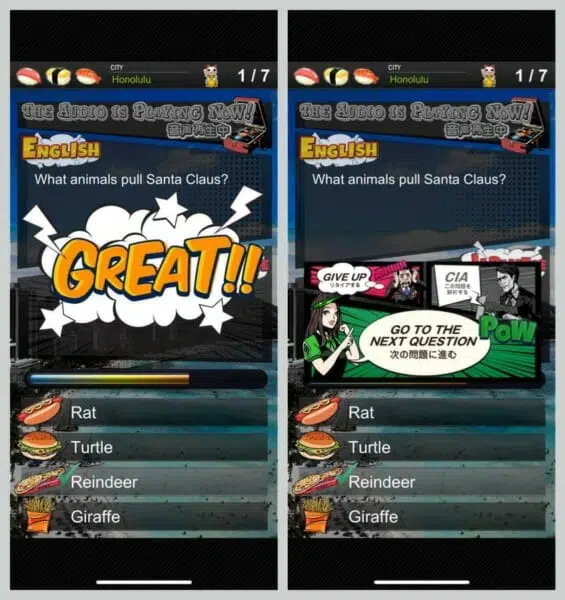 CITY
Honolulu
1 / 7
THE AUDIO IS PLAYING NOW!
音声再生中
ENGLISH
What animals pull Santa Claus?
GREAT!!
Rat
Turtle
Reindeer
Giraffe
CITY
Honolulu
1 / 7
THE AUDIO IS PLAYING NOW!
音声再生中
ENGLISH
What animals pull Santa Claus?
GIVE UP
リタイアする
CIA
この問題を
解析する
GO TO THE
NEXT QUESTION
次の問題に進む
POW
Rat
Turtle
Reindeer
Giraffe